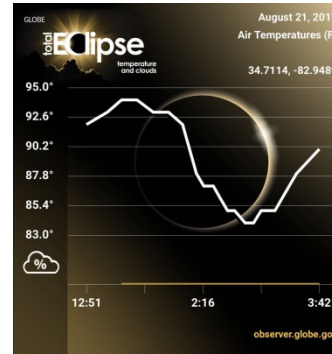 GLOBE
August 21, 201
total
Eclipse
Air Temperatures (F
temperature
and clouds
34.7114, -82.948
95.0°
92.6°
90.2°
87.8°
85.4°
83.0°
%
12:51 2:16 3:42
observer.globe.go